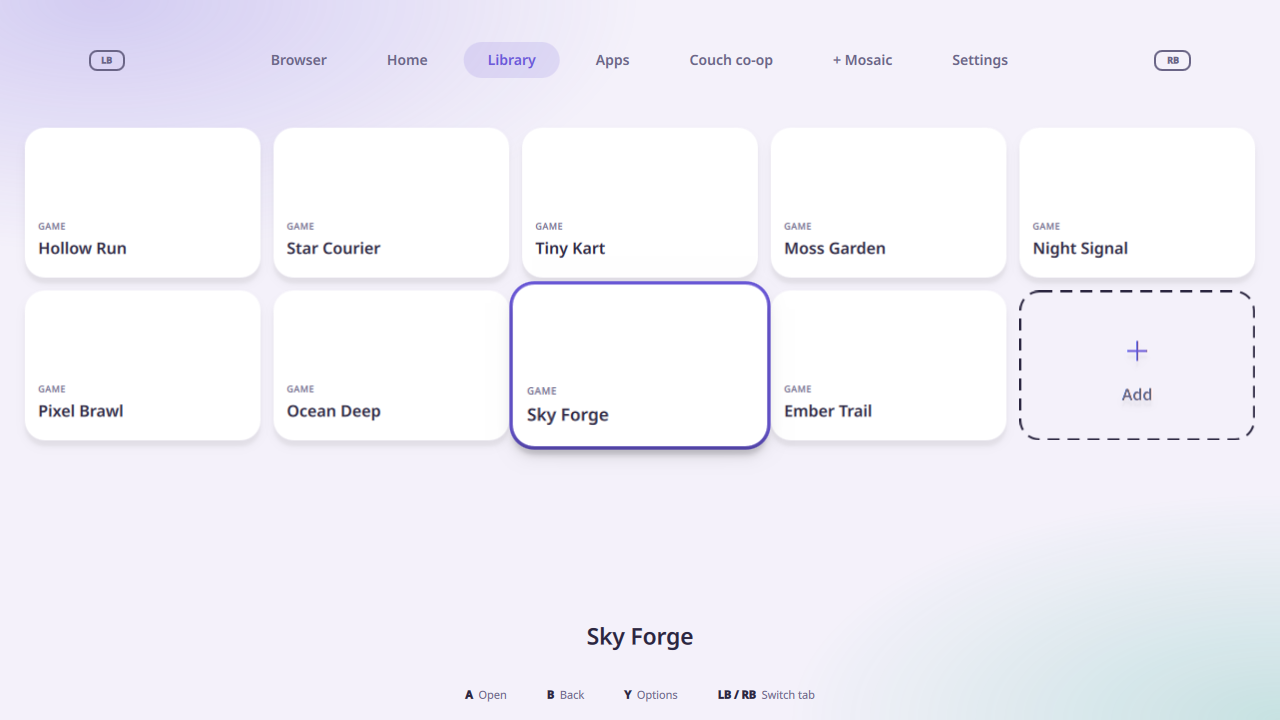 LB
Browser
Home
Library
Apps
Couch co-op
+ Mosaic
Settings
RB
GAME
Hollow Run
GAME
Star Courier
GAME
Tiny Kart
GAME
Moss Garden
GAME
Night Signal
GAME
Pixel Brawl
GAME
Ocean Deep
GAME
Sky Forge
GAME
Ember Trail
Add
Sky Forge
A Open
B Back
Y Options
LB / RB Switch tab